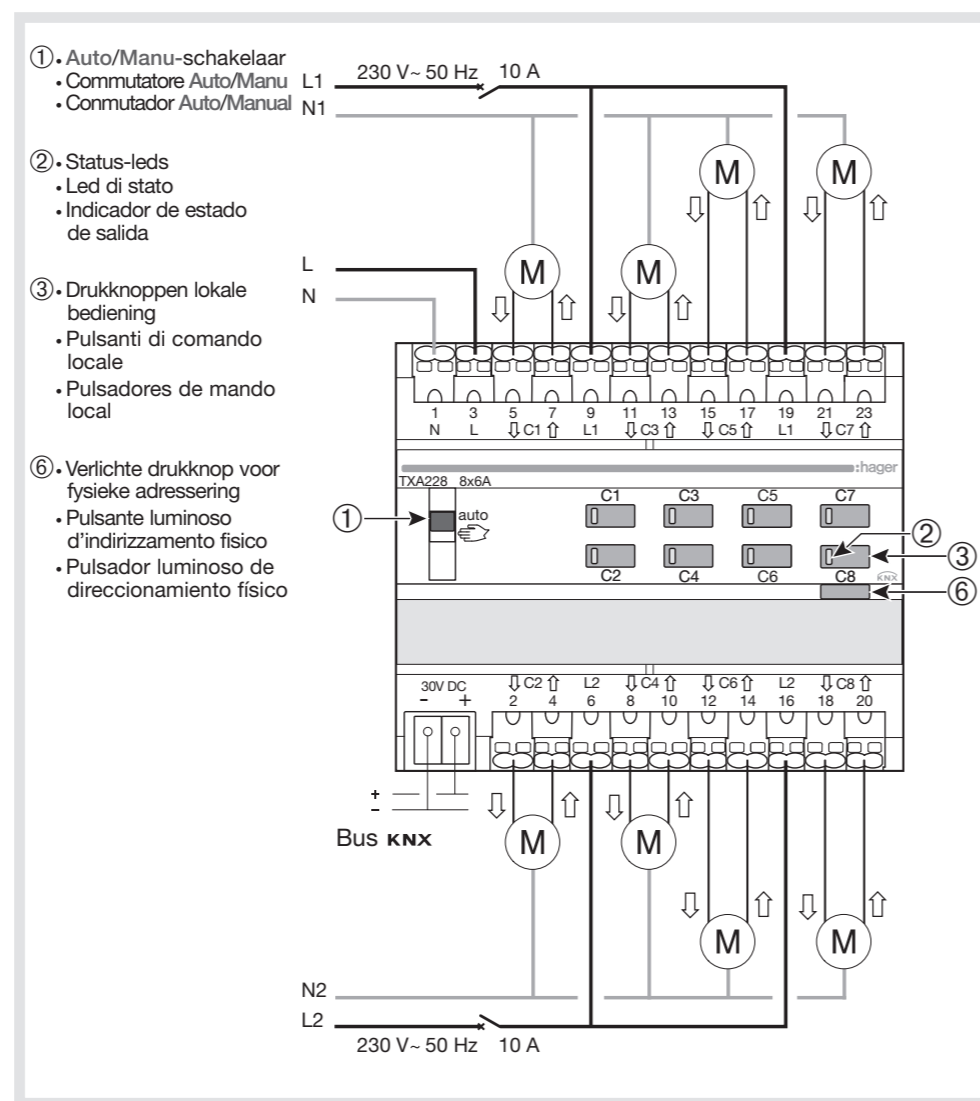 ① • Auto/Manu-schakelaar
• Commutatore Auto/Manu
• Conmutador Auto/Manual
② • Status-leds
• Led di stato
• Indicador de estado
de salida
③ • Drukknoppen lokale
bediening
• Pulsanti di comando
locale
• Pulsadores de mando
local
⑥ • Verlichte drukknop voor
fysieke adressering
• Pulsante luminoso
d'indirizzamento fisico
• Pulsador luminoso de
direccionamiento físico
L1 230 V~ 50 Hz 10 A
N1
M M
L
N
M M
1 3 5 7 9 11 13 15 17 19 21 23
N L ⇩ C1 ⇧ L1 ⇩ C3 ⇧ ⇩ C5 ⇧ L1 ⇩ C7 ⇧
:hager
TXA228 8x6A
C1 C3 C5 C7
① auto
②
③
C2 C4 C6 C8 KNX
⑥
30V DC ⇩ C2 ⇧ L2 ⇩ C4 ⇧ ⇩ C6 ⇧ L2 ⇩ C8 ⇧
- + 2 4 6 8 10 12 14 16 18 20
+
-
Bus KNX
M M
M M
N2
L2
230 V~ 50 Hz 10 A